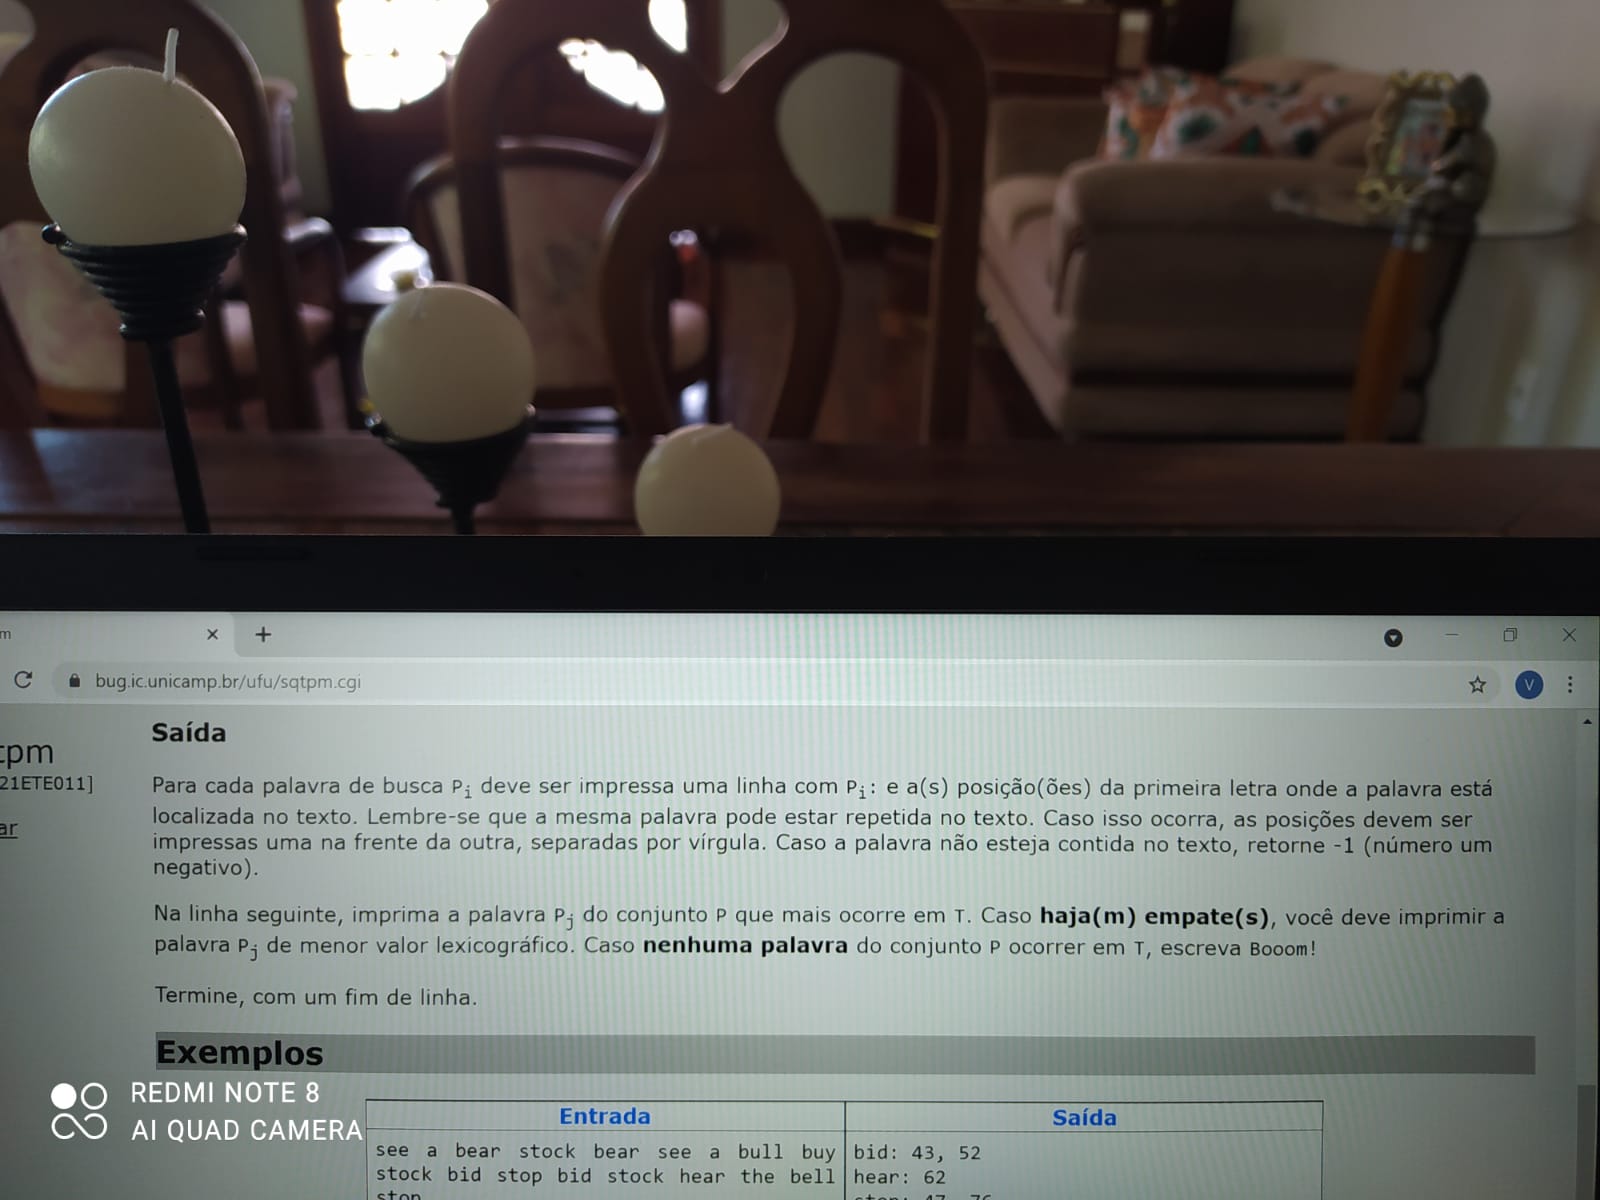 m
bug.ic.unicamp.br/ufu/sqtpm.cgi
V
Saída
tpm
21ETE011]
ar
Para cada palavra de busca Pi deve ser impressa uma linha com Pi: e a(s) posição(ões) da primeira letra onde a palavra está
localizada no texto. Lembre-se que a mesma palavra pode estar repetida no texto. Caso isso ocorra, as posições devem ser
impressas uma na frente da outra, separadas por vírgula. Caso a palavra não esteja contida no texto, retorne -1 (número um
negativo).
Na linha seguinte, imprima a palavra Pj do conjunto P que mais ocorre em T. Caso haja(m) empate(s), você deve imprimir a
palavra Pj de menor valor lexicográfico. Caso nenhuma palavra do conjunto P ocorrer em T, escreva Booom!
Termine, com um fim de linha.
Exemplos
REDMI NOTE 8
AI QUAD CAMERA
Entrada
Saída
see a bear stock bear see a bull buy
stock bid stop bid stock hear the bell
stop
bid: 43, 52
hear: 62